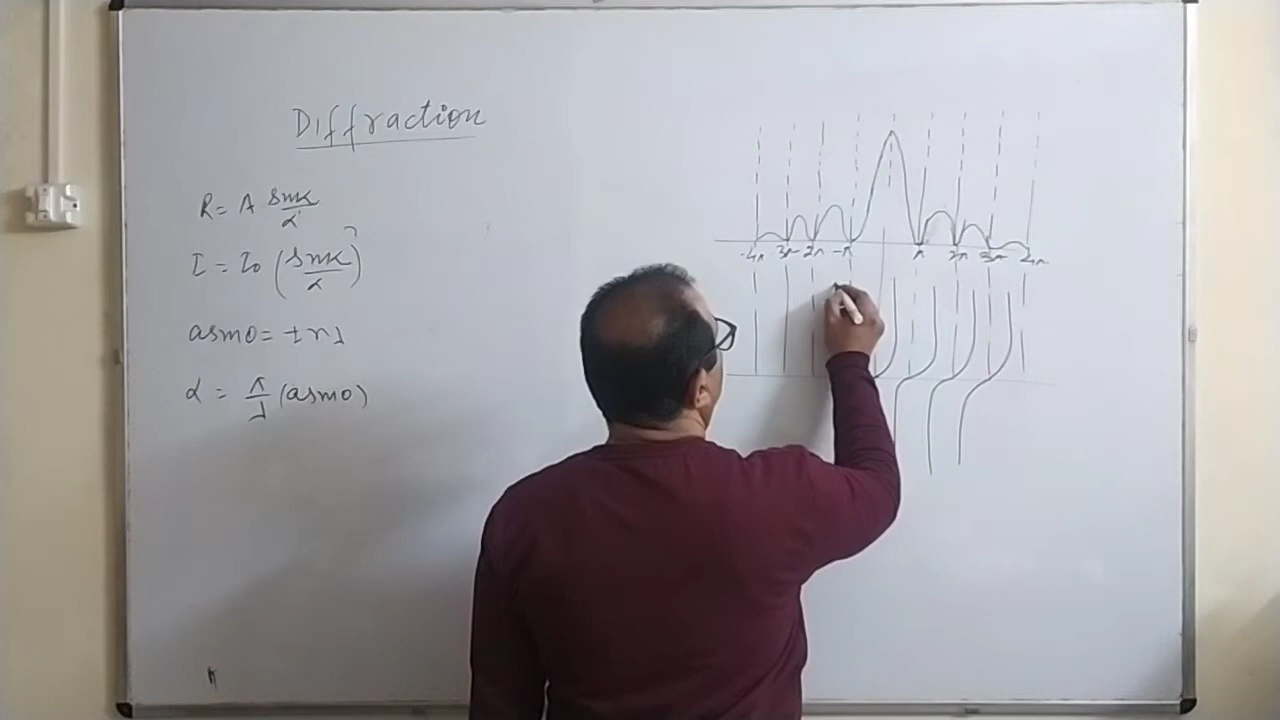 Diffraction
R = A sinα/α
I = I₀ (sinα/α)²
a sinθ = ±nλ
α = π/λ (a sinθ)
-4π 3π 2π -π π 2π 3π 4π